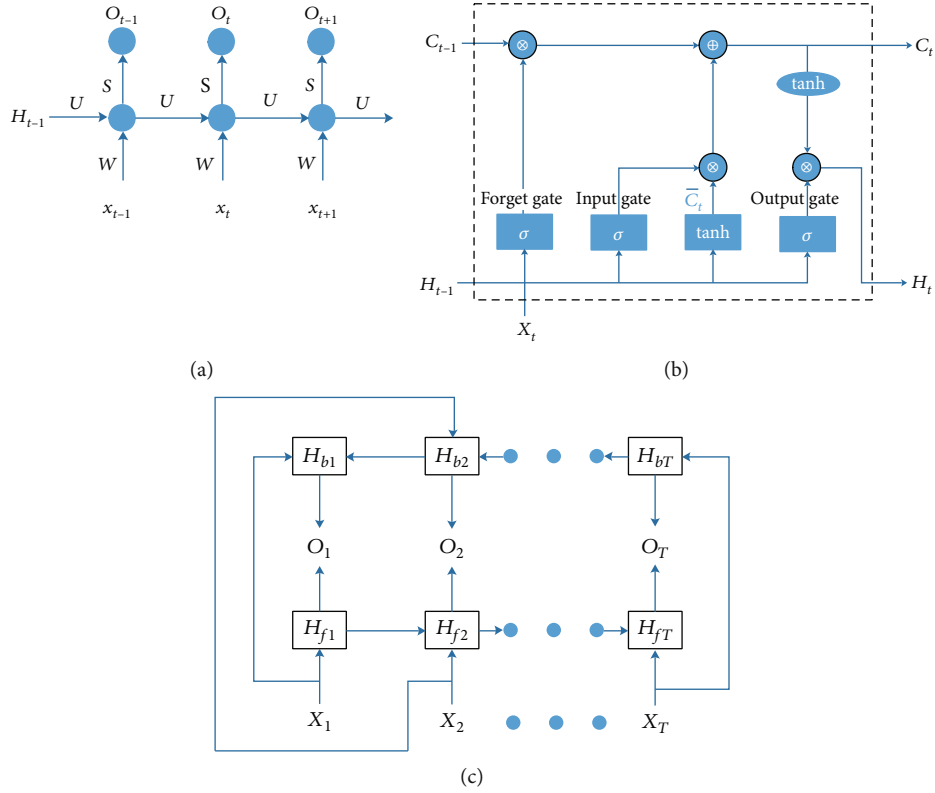 O_{t-1} O_t O_{t+1}
S S S
U U U U
H_{t-1}
W W W
x_{t-1} x_t x_{t+1}
(a)
C_{t-1} ⊗ ⊕ C_t
tanh
⊗ ⊗
Forget gate Input gate \overline{C}_t Output gate
σ σ tanh σ
H_{t-1} H_t
X_t
(b)
H_{b1} H_{b2} H_{bT}
O_1 O_2 O_T
H_{f1} H_{f2} H_{fT}
X_1 X_2 X_T
(c)